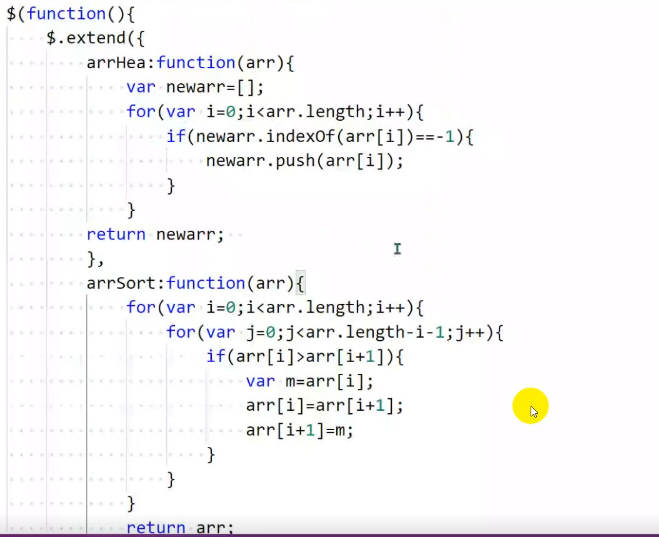 $(function(){
$.extend({
arrHea:function(arr){
var newarr=[];
for(var i=0;i<arr.length;i++){
if(newarr.indexOf(arr[i])==-1){
newarr.push(arr[i]);
}
}
return newarr;
},
arrSort:function(arr){
for(var i=0;i<arr.length;i++){
for(var j=0;j<arr.length-i-1;j++){
if(arr[i]>arr[i+1]){
var m=arr[i];
arr[i]=arr[i+1];
arr[i+1]=m;
}
}
}
return arr;